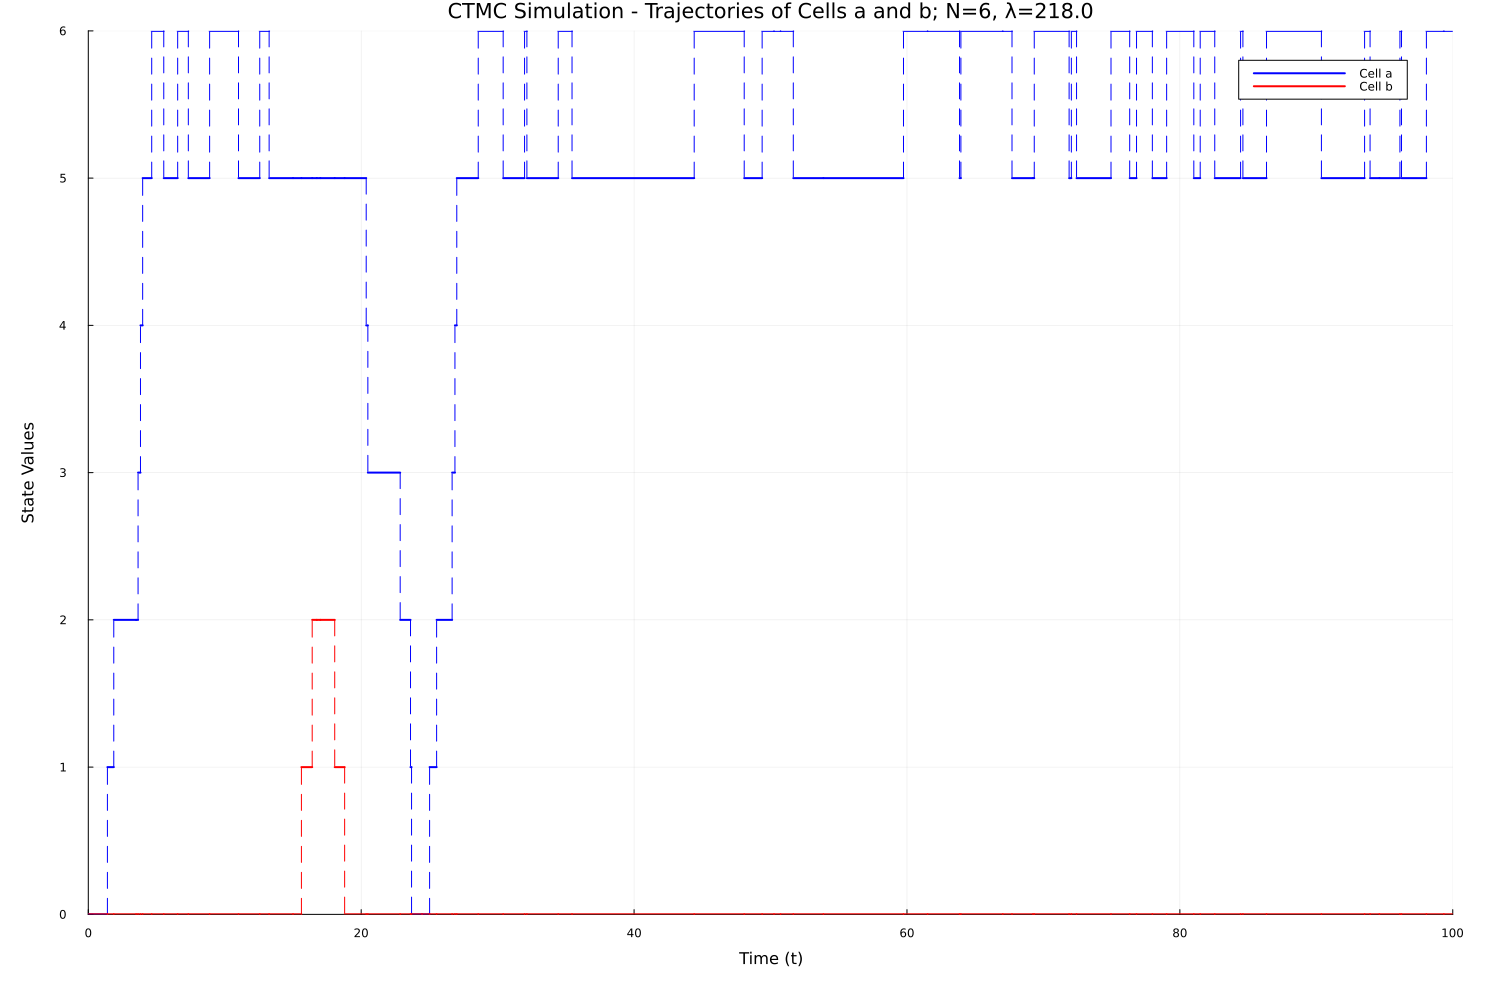 CTMC Simulation - Trajectories of Cells a and b; N=6, λ=218.0
6
Cell a
Cell b
5
4
State Values
3
2
1
0
0 20 40 60 80 100
Time (t)